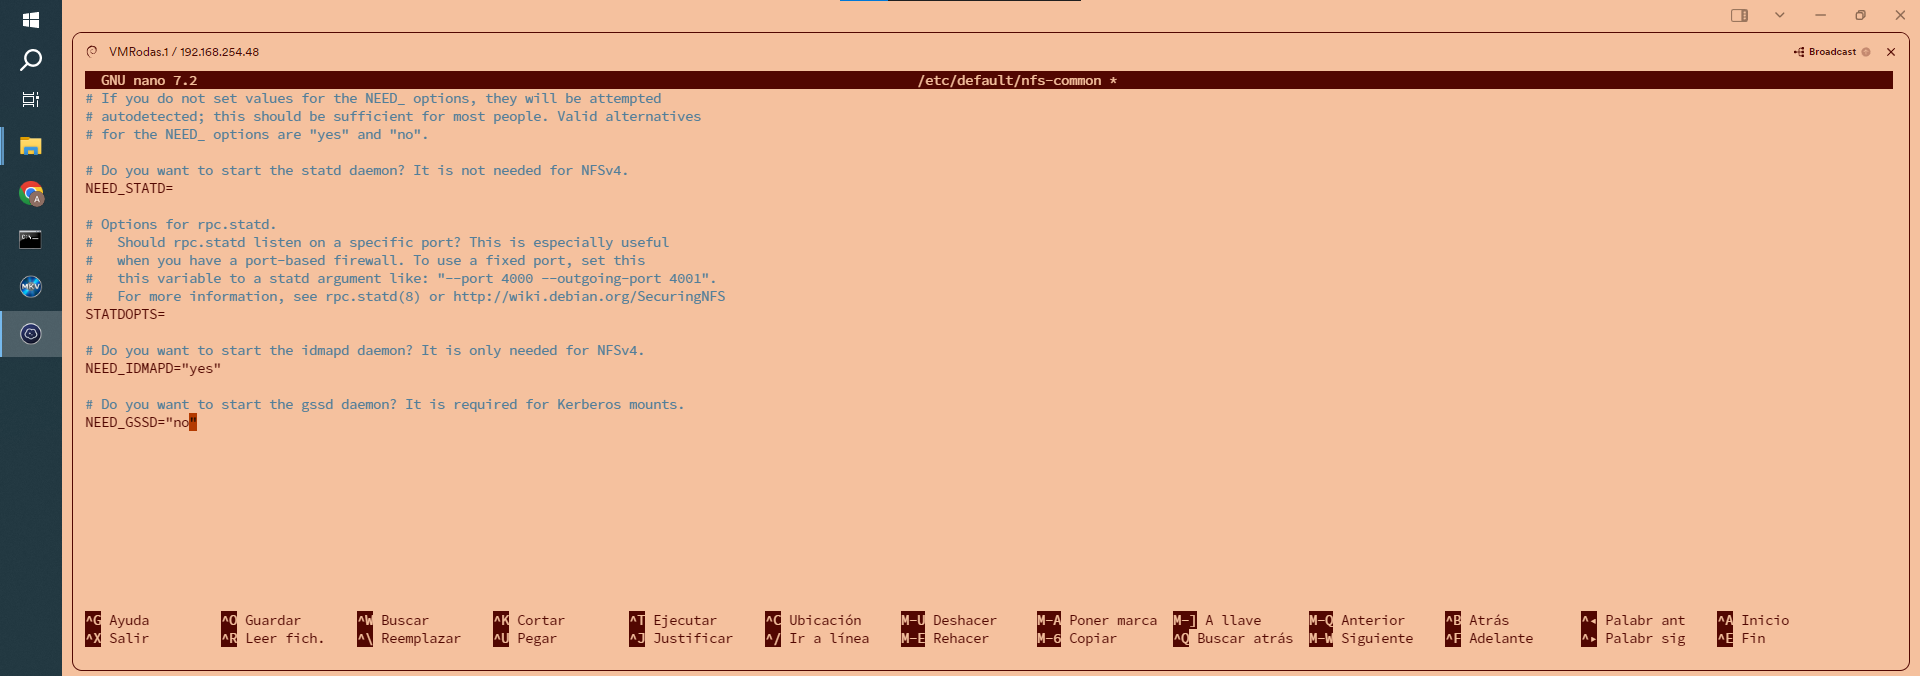 VMRodas.1 / 192.168.254.48
Broadcast
GNU nano 7.2 /etc/default/nfs-common *
# If you do not set values for the NEED_ options, they will be attempted
# autodetected; this should be sufficient for most people. Valid alternatives
# for the NEED_ options are "yes" and "no".
# Do you want to start the statd daemon? It is not needed for NFSv4.
NEED_STATD=
# Options for rpc.statd.
#   Should rpc.statd listen on a specific port? This is especially useful
#   when you have a port-based firewall. To use a fixed port, set this
#   this variable to a statd argument like: "--port 4000 --outgoing-port 4001".
#   For more information, see rpc.statd(8) or http://wiki.debian.org/SecuringNFS
STATDOPTS=
# Do you want to start the idmapd daemon? It is only needed for NFSv4.
NEED_IDMAPD="yes"
# Do you want to start the gssd daemon? It is required for Kerberos mounts.
NEED_GSSD="no"
^G Ayuda ^O Guardar ^W Buscar ^K Cortar ^T Ejecutar ^C Ubicación M-U Deshacer M-A Poner marca M-] A llave M-Q Anterior ^B Atrás ^◂ Palabr ant ^A Inicio
^X Salir ^R Leer fich. ^\ Reemplazar ^U Pegar ^J Justificar ^/ Ir a línea M-E Rehacer M-6 Copiar ^Q Buscar atrás M-W Siguiente ^F Adelante ^▸ Palabr sig ^E Fin
A
MKV